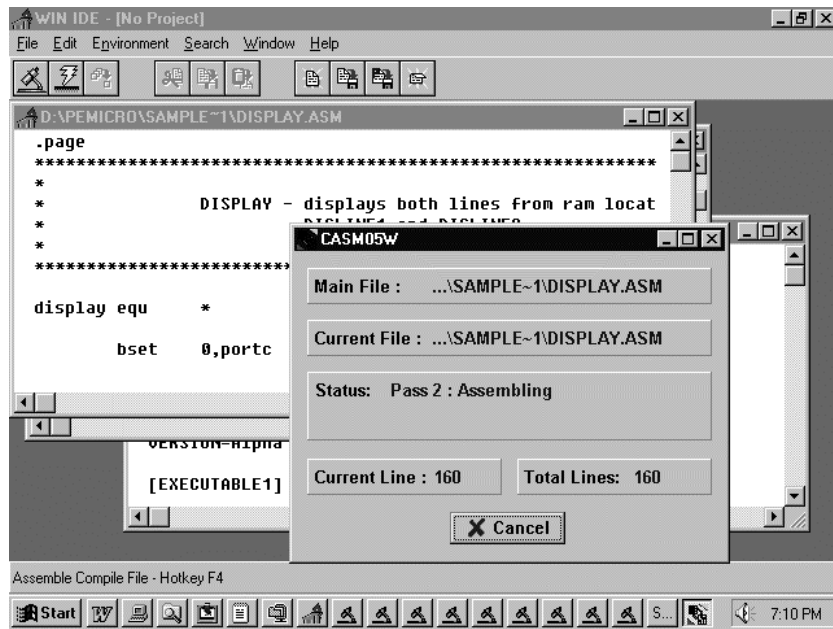 WIN IDE - [No Project]
File Edit Environment Search Window Help
D:\PEMICRO\SAMPLE~1\DISPLAY.ASM
.page
************************************************************
*
* DISPLAY - displays both lines from ram locat
*
*
*************************
display equ *
bset 0,portc
VERSION=Alpha
[EXECUTABLE1]
CASM05W
Main File : ...\SAMPLE~1\DISPLAY.ASM
Current File : ...\SAMPLE~1\DISPLAY.ASM
Status: Pass 2 : Assembling
Current Line : 160 Total Lines: 160
Cancel
Assemble Compile File - Hotkey F4
Start S... 7:10 PM